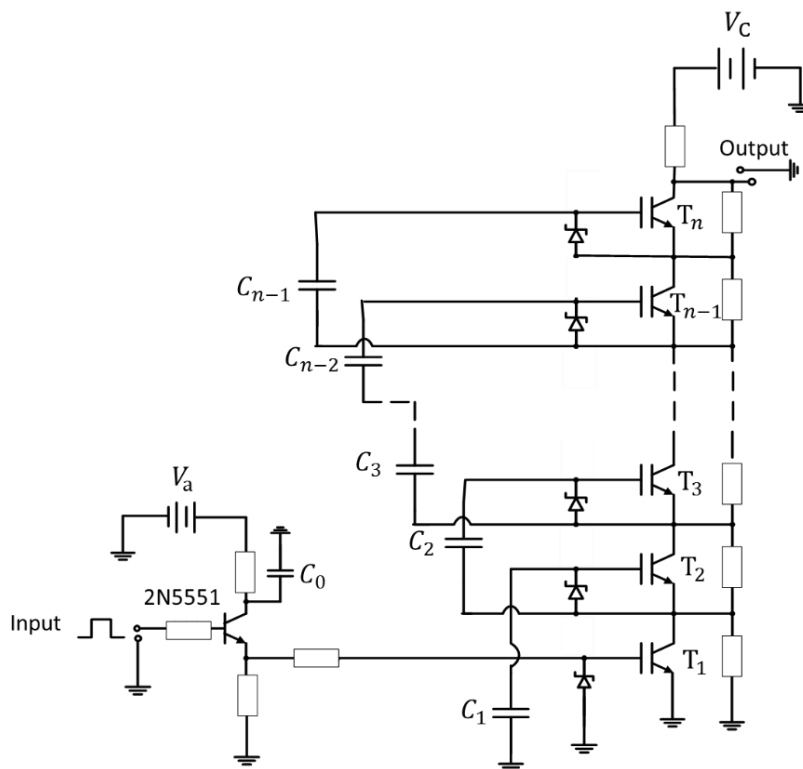 V_C
Output
T_n
C_{n−1}
T_{n−1}
C_{n−2}
C_3
T_3
V_a
C_2
C_0
T_2
2N5551
Input
T_1
C_1